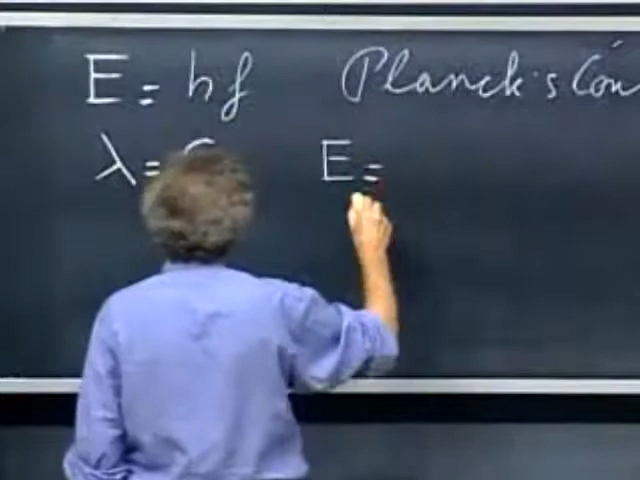 E = hf Planck's Con
λ = E =